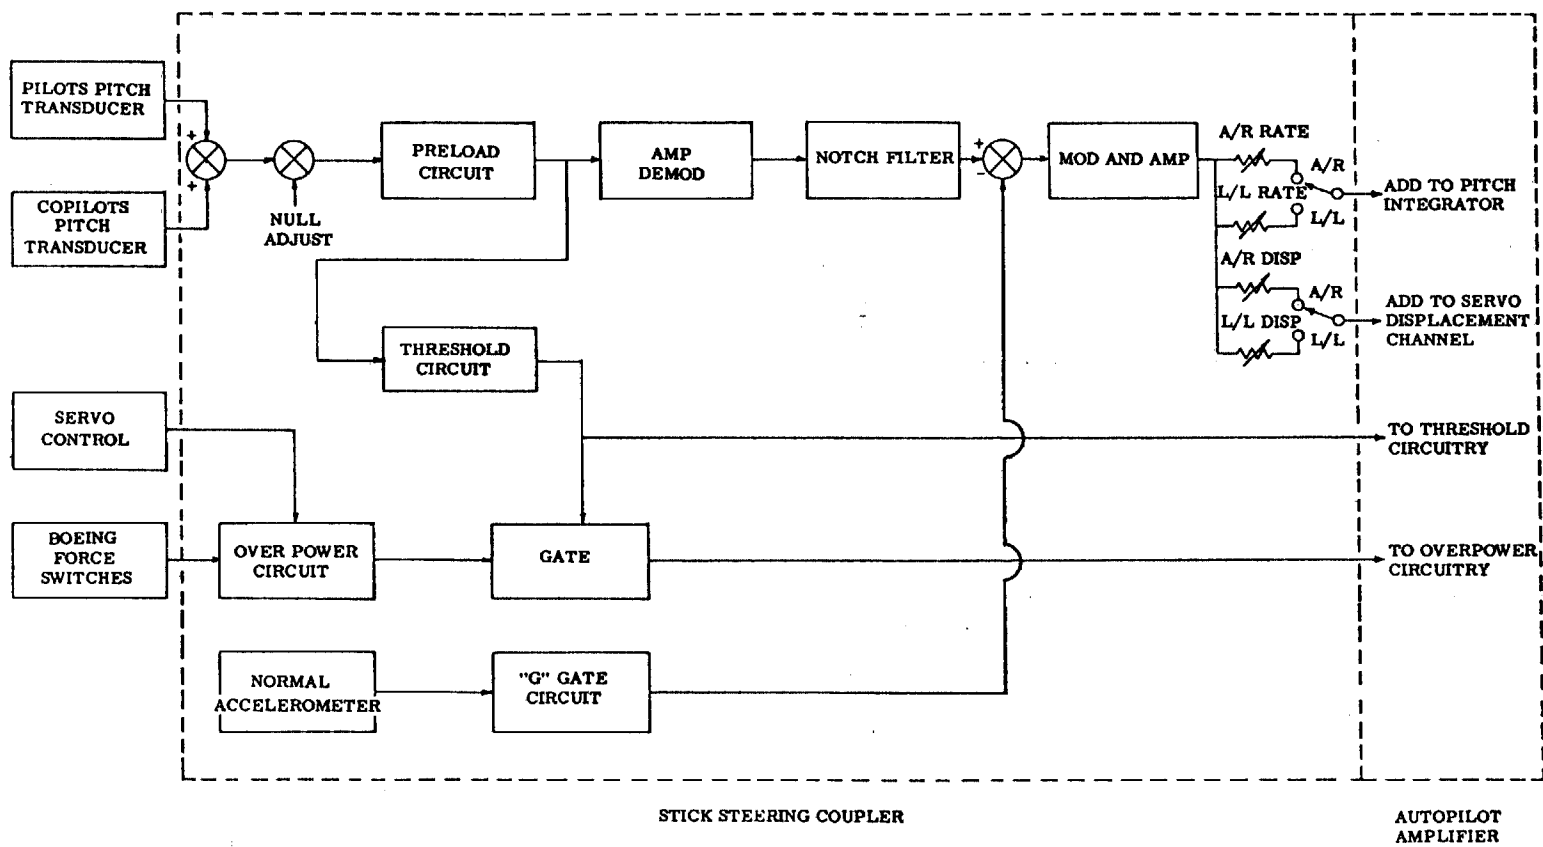 PILOTS PITCH
TRANSDUCER
COPILOTS
PITCH
TRANSDUCER
+
+
NULL
ADJUST
PRELOAD
CIRCUIT
AMP
DEMOD
NOTCH FILTER
+
-
MOD AND AMP
A/R RATE
A/R
L/L RATE
L/L
A/R DISP
A/R
L/L DISP
L/L
ADD TO PITCH
INTEGRATOR
ADD TO SERVO
DISPLACEMENT
CHANNEL
THRESHOLD
CIRCUIT
SERVO
CONTROL
TO THRESHOLD
CIRCUITRY
BOEING
FORCE
SWITCHES
OVER POWER
CIRCUIT
GATE
TO OVERPOWER
CIRCUITRY
NORMAL
ACCELEROMETER
"G" GATE
CIRCUIT
STICK STEERING COUPLER
AUTOPILOT
AMPLIFIER